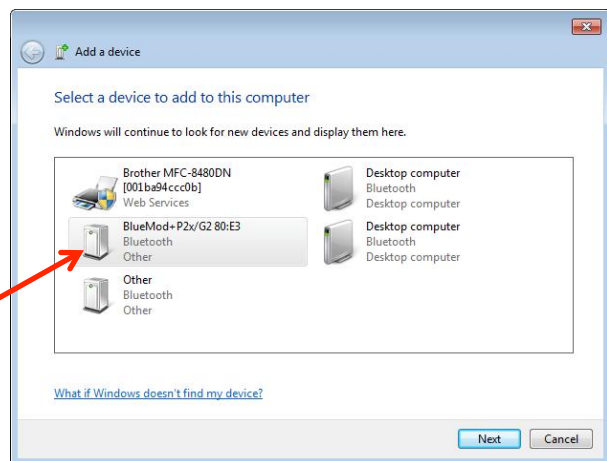 Add a device
Select a device to add to this computer
Windows will continue to look for new devices and display them here.
Brother MFC-8480DN
[001ba94ccc0b]
Web Services
Desktop computer
Bluetooth
Desktop computer
BlueMod+P2x/G2 80:E3
Bluetooth
Other
Desktop computer
Bluetooth
Desktop computer
Other
Bluetooth
Other
What if Windows doesn't find my device?
Next
Cancel